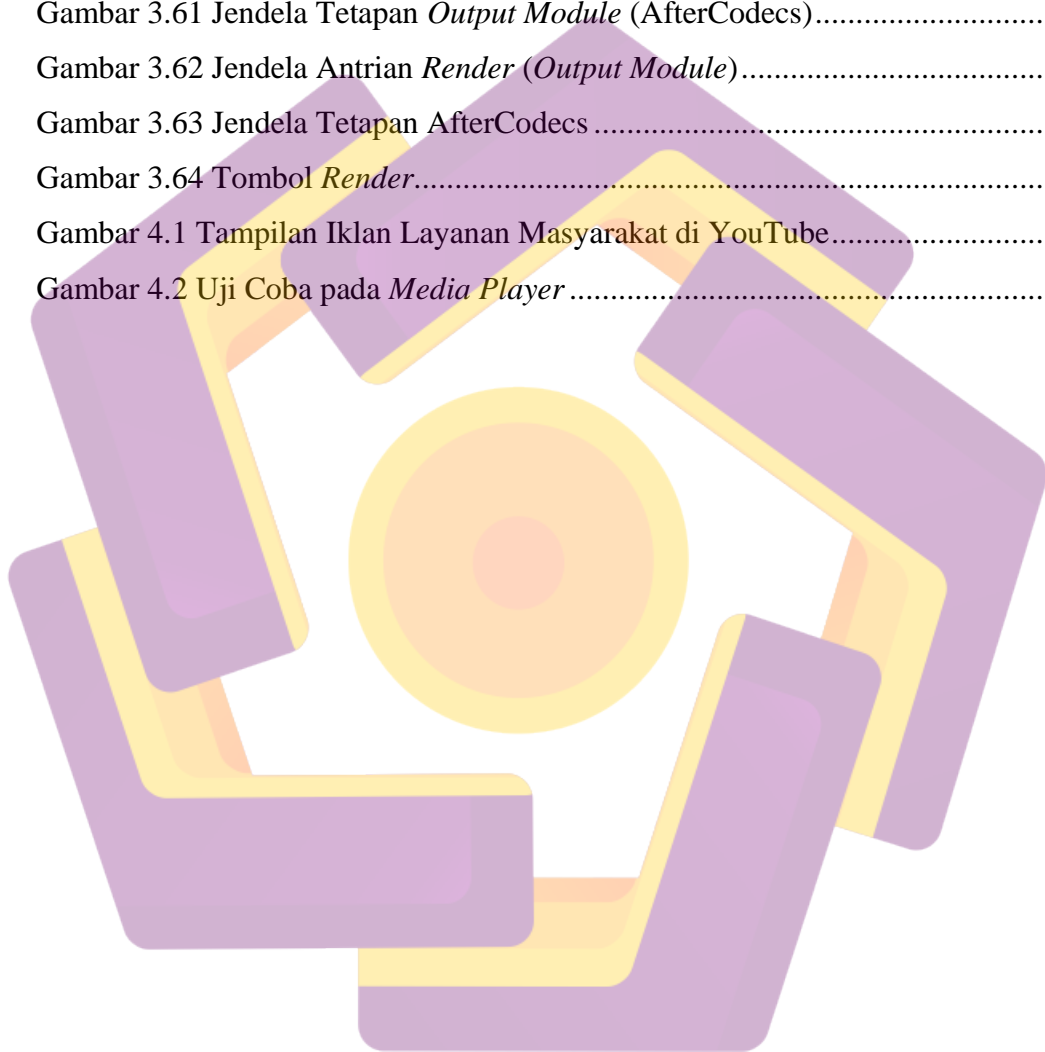 Gambar 3.61 Jendela Tetapan Output Module (AfterCodecs)..............................
Gambar 3.62 Jendela Antrian Render (Output Module)........................................
Gambar 3.63 Jendela Tetapan AfterCodecs ..........................................................
Gambar 3.64 Tombol Render................................................................................
Gambar 4.1 Tampilan Iklan Layanan Masyarakat di YouTube............................
Gambar 4.2 Uji Coba pada Media Player .............................................................